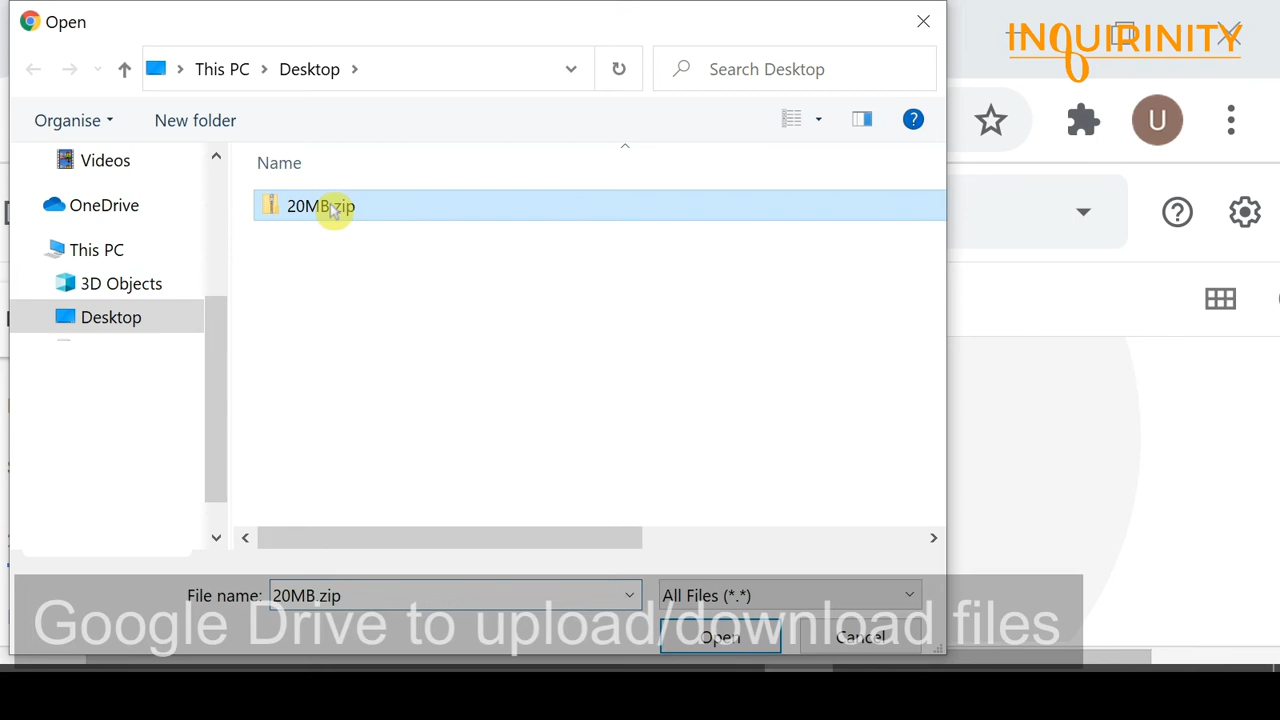 Open
INQUIRINITY
This PC
Desktop
Search Desktop
Organise
New folder
?
U
Videos
OneDrive
This PC
3D Objects
Desktop
Name
20MB.zip
?
File name:
20MB.zip
All Files (*.*)
Open
Cancel
Google Drive to upload/download files